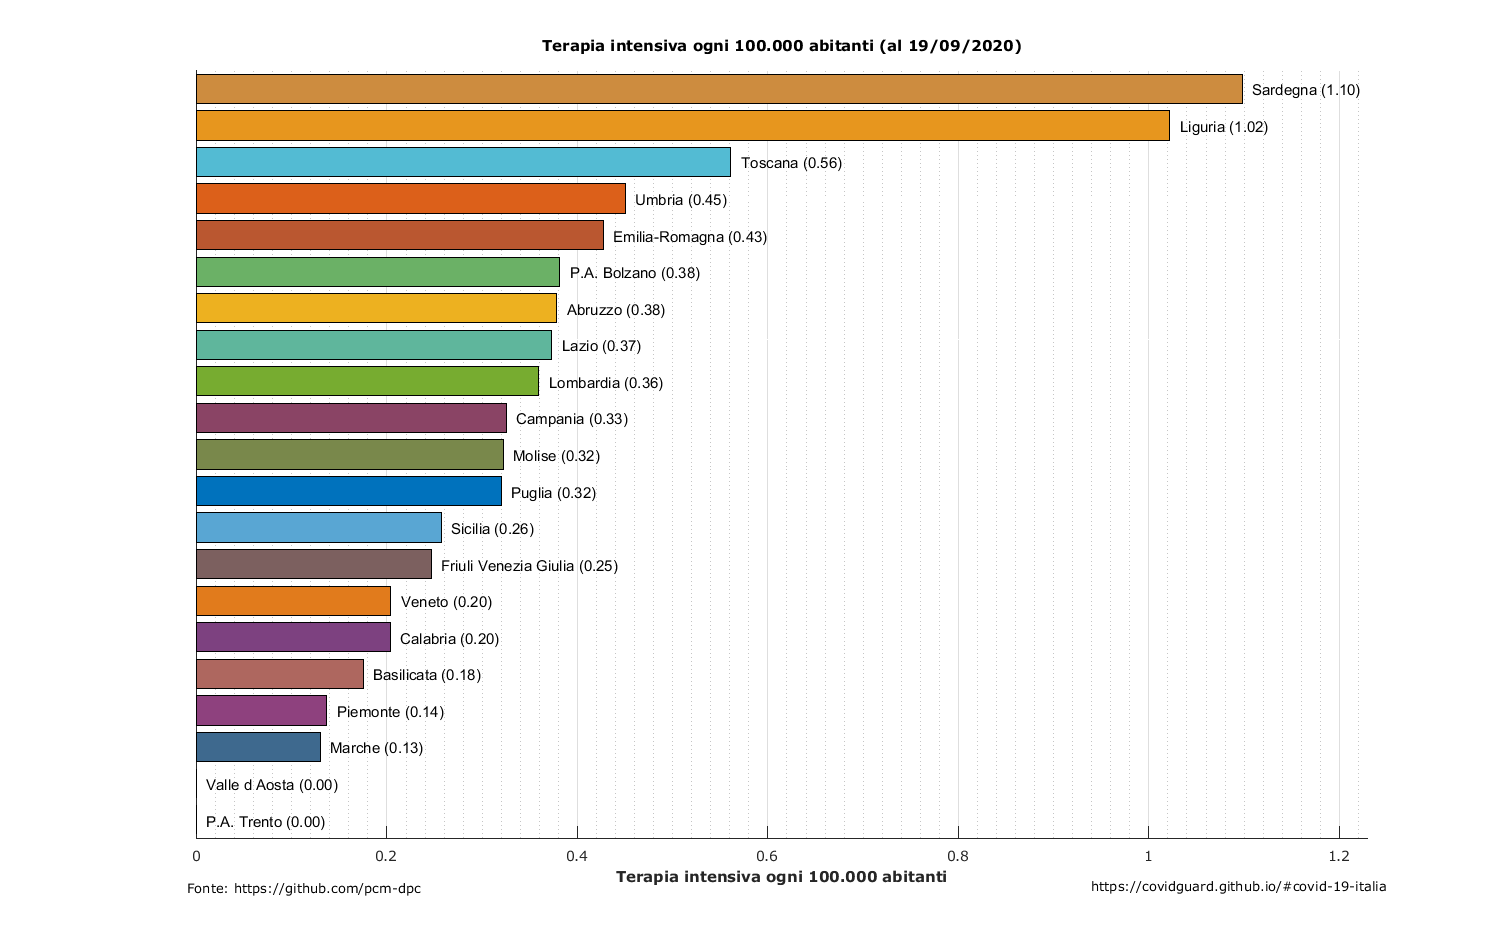 Terapia intensiva ogni 100.000 abitanti (al 19/09/2020)
Sardegna (1.10)
Liguria (1.02)
Toscana (0.56)
Umbria (0.45)
Emilia-Romagna (0.43)
P.A. Bolzano (0.38)
Abruzzo (0.38)
Lazio (0.37)
Lombardia (0.36)
Campania (0.33)
Molise (0.32)
Puglia (0.32)
Sicilia (0.26)
Friuli Venezia Giulia (0.25)
Veneto (0.20)
Calabria (0.20)
Basilicata (0.18)
Piemonte (0.14)
Marche (0.13)
Valle d Aosta (0.00)
P.A. Trento (0.00)
0 0.2 0.4 0.6 0.8 1 1.2
Terapia intensiva ogni 100.000 abitanti
Fonte: https://github.com/pcm-dpc
https://covidguard.github.io/#covid-19-italia